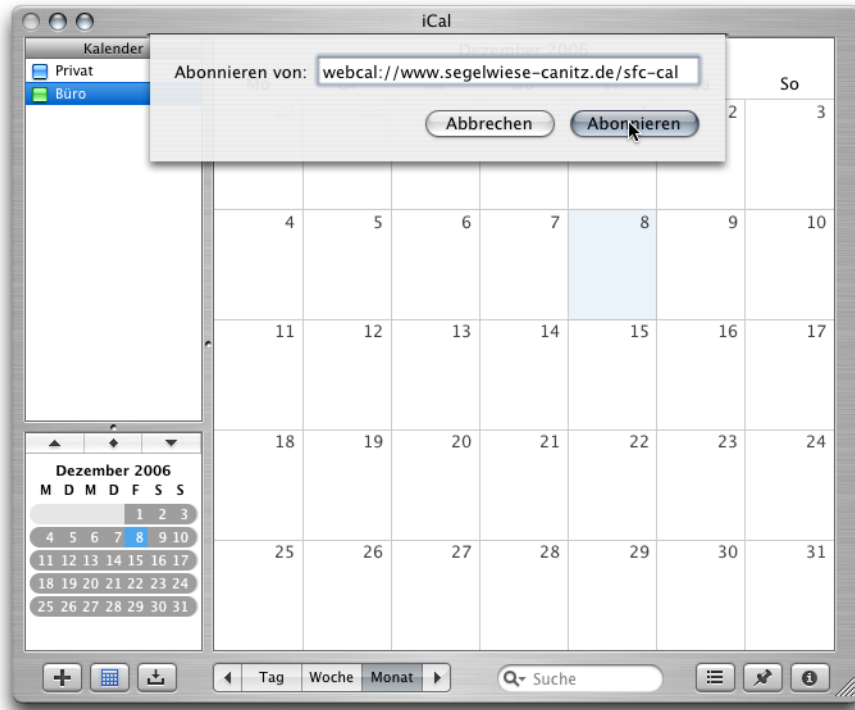 iCal
Kalender
Privat
Büro
Abonnieren von: webcal://www.segelwiese-canitz.de/sfc-cal
Abbrechen Abonnieren
Dezember 2006
So
2 3
4 5 6 7 8 9 10
11 12 13 14 15 16 17
18 19 20 21 22 23 24
25 26 27 28 29 30 31
Dezember 2006
M D M D F S S
1 2 3
4 5 6 7 8 9 10
11 12 13 14 15 16 17
18 19 20 21 22 23 24
25 26 27 28 29 30 31
Tag Woche Monat
Suche